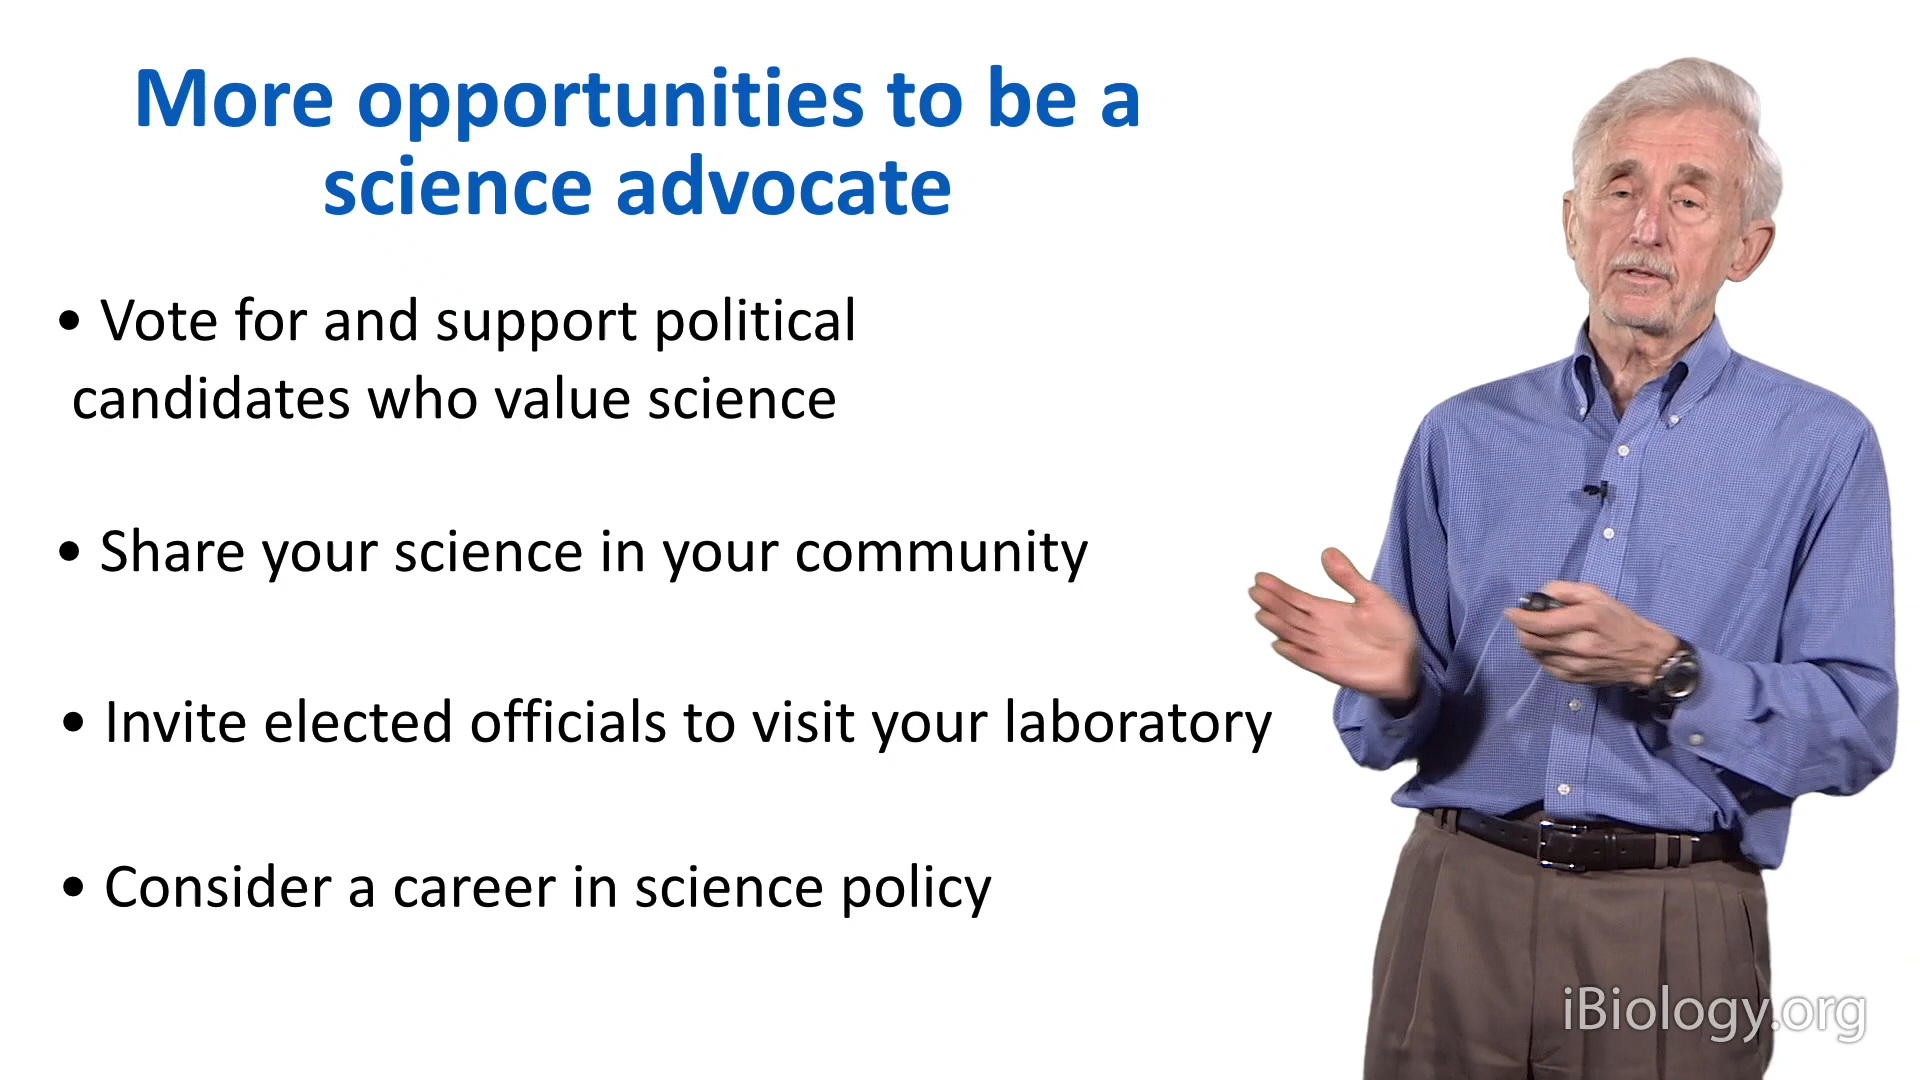 More opportunities to be a
science advocate
• Vote for and support political
candidates who value science
• Share your science in your community
• Invite elected officials to visit your laboratory
• Consider a career in science policy
iBiology.org